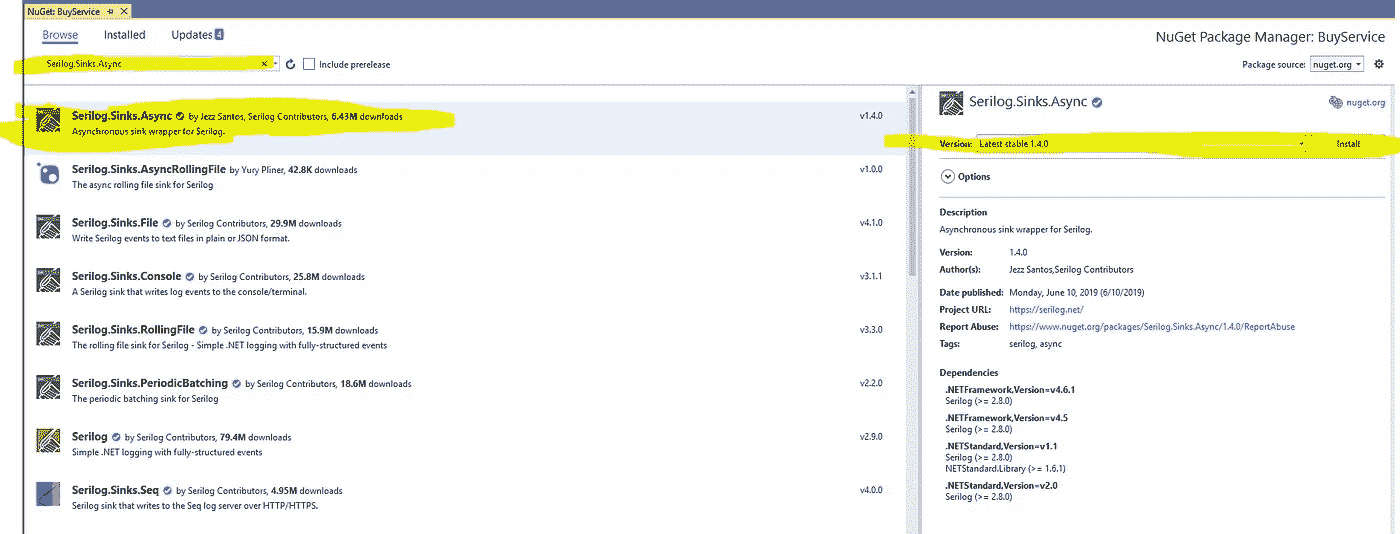 NuGet: BuyService
Browse Installed Updates 4
NuGet Package Manager: BuyService
Serilog.Sinks.Async
Include prerelease
Package source: nuget.org
Serilog.Sinks.Async by Jezz Santos, Serilog Contributors, 6.43M downloads
v1.4.0
Asynchronous sink wrapper for Serilog.
Serilog.Sinks.AsyncRollingFile by Yury Pliner, 42.8K downloads
v1.0.0
The async rolling file sink for Serilog
Serilog.Sinks.File by Serilog Contributors, 29.9M downloads
v4.1.0
Write Serilog events to text files in plain or JSON format.
Serilog.Sinks.Console by Serilog Contributors, 25.8M downloads
v3.1.1
A Serilog sink that writes log events to the console/terminal.
Serilog.Sinks.RollingFile by Serilog Contributors, 15.9M downloads
v3.3.0
The rolling file sink for Serilog - Simple .NET logging with fully-structured events
Serilog.Sinks.PeriodicBatching by Serilog Contributors, 18.6M downloads
v2.2.0
The periodic batching sink for Serilog
Serilog by Serilog Contributors, 79.4M downloads
v2.9.0
Simple .NET logging with fully-structured events
Serilog.Sinks.Seq by Serilog Contributors, 4.95M downloads
v4.0.0
Serilog sink that writes to the Seq log server over HTTP/HTTPS.
Serilog.Sinks.Async
nuget.org
Version: Latest stable 1.4.0 Install
Options
Description
Asynchronous sink wrapper for Serilog.
Version: 1.4.0
Author(s): Jezz Santos,Serilog Contributors
Date published: Monday, June 10, 2019 (6/10/2019)
Project URL: https://serilog.net/
Report Abuse: https://www.nuget.org/packages/Serilog.Sinks.Async/1.4.0/ReportAbuse
Tags: serilog, async
Dependencies
.NETFramework,Version=v4.6.1
Serilog (>= 2.8.0)
.NETFramework,Version=v4.5
Serilog (>= 2.8.0)
.NETStandard,Version=v1.1
Serilog (>= 2.8.0)
NETStandard.Library (>= 1.6.1)
.NETStandard,Version=v2.0
Serilog (>= 2.8.0)